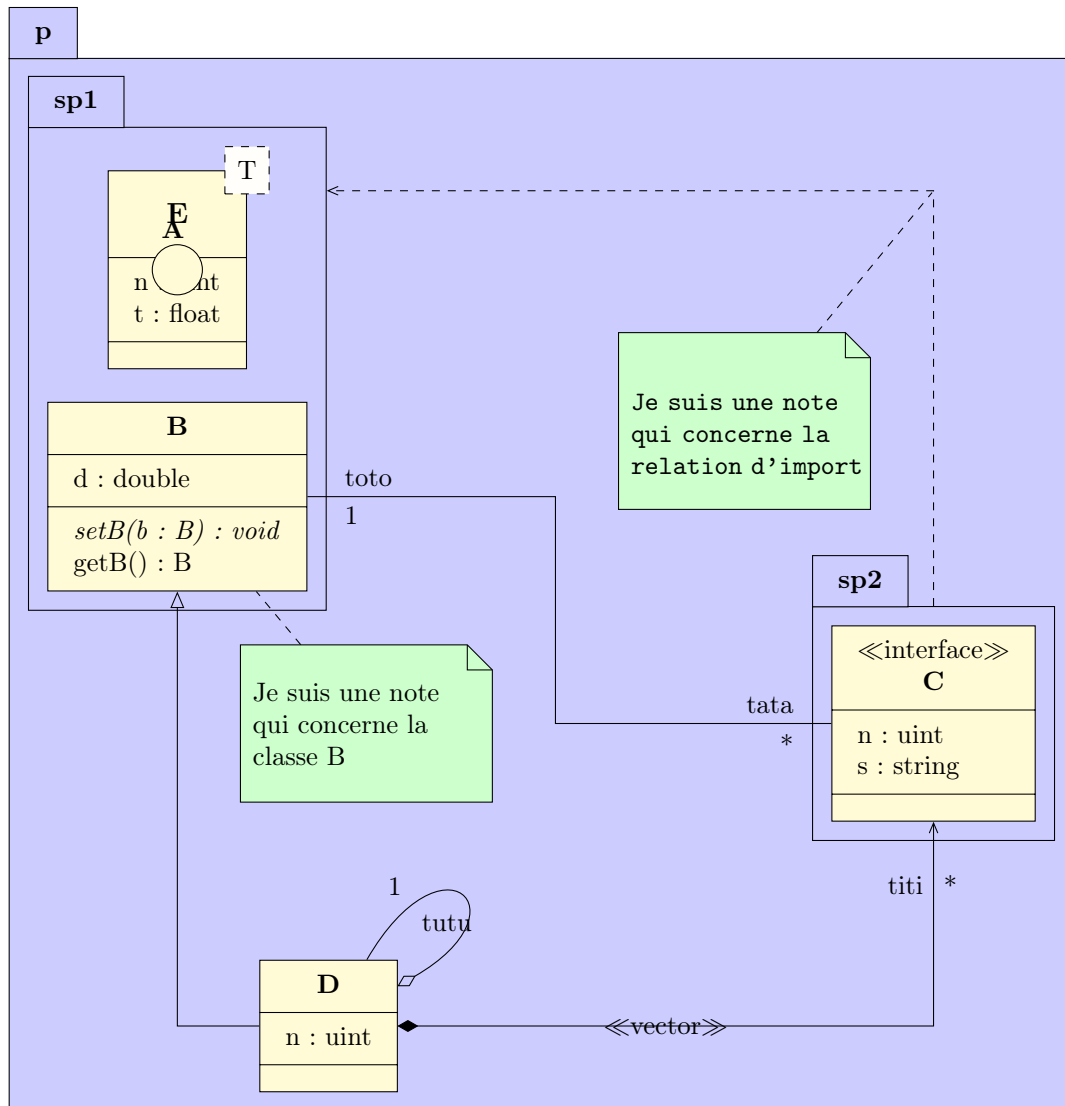 p
sp1
T
E
A
n : uint
t : float
B
d : double
setB(b : B) : void
getB() : B
toto
1
Je suis une note
qui concerne la
relation d'import
sp2
≪interface≫
C
n : uint
s : string
tata
*
Je suis une note
qui concerne la
classe B
titi
*
1
tutu
D
n : uint
≪vector≫